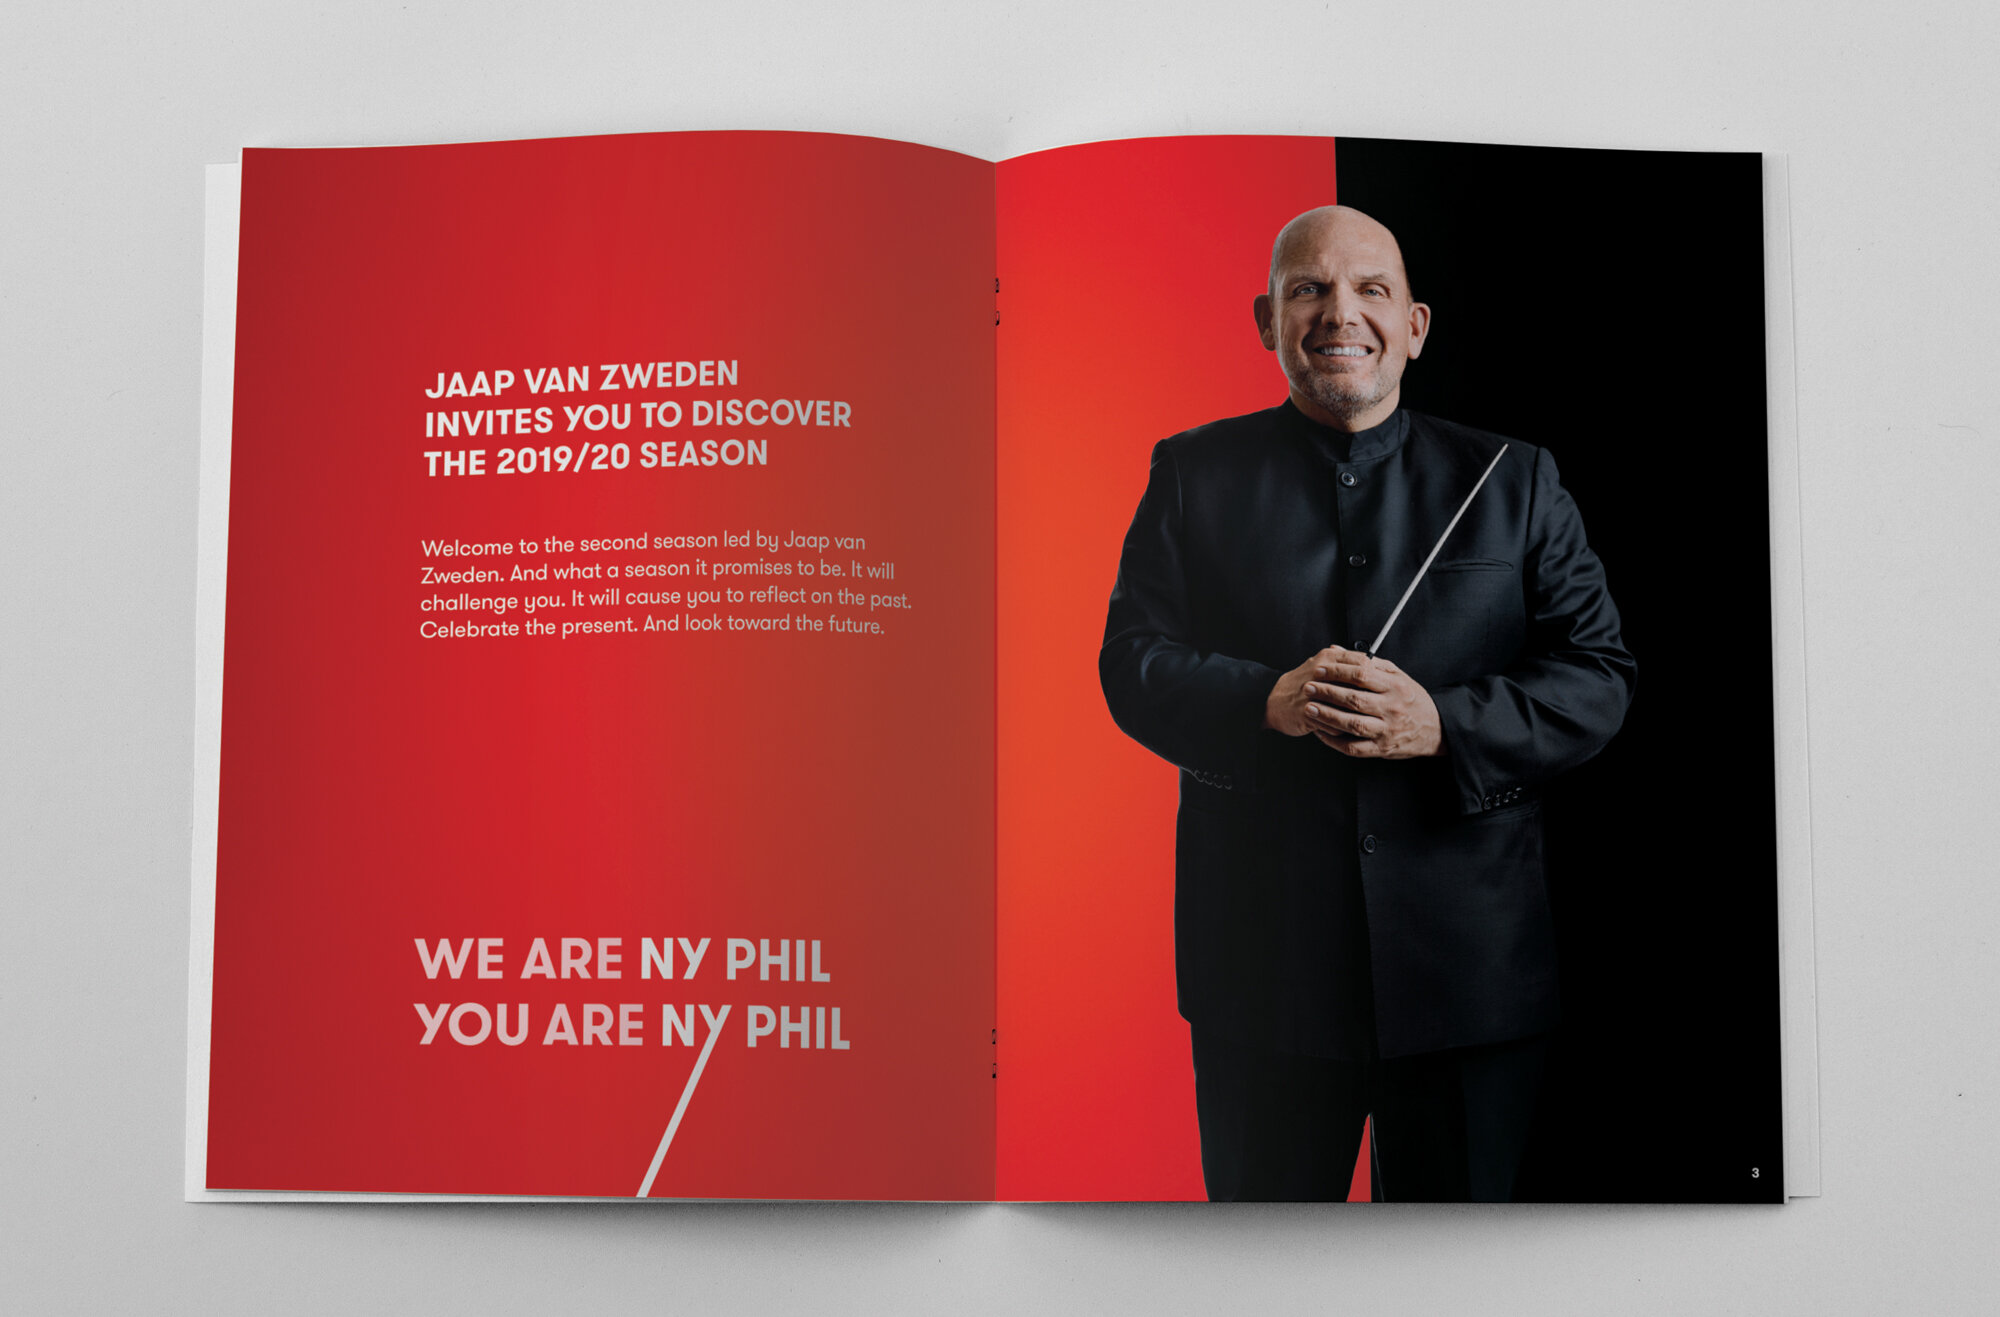 JAAP VAN ZWEDEN
INVITES YOU TO DISCOVER
THE 2019/20 SEASON
Welcome to the second season led by Jaap van
Zweden. And what a season it promises to be. It will
challenge you. It will cause you to reflect on the past.
Celebrate the present. And look toward the future.
WE ARE NY PHIL
YOU ARE NY PHIL
3